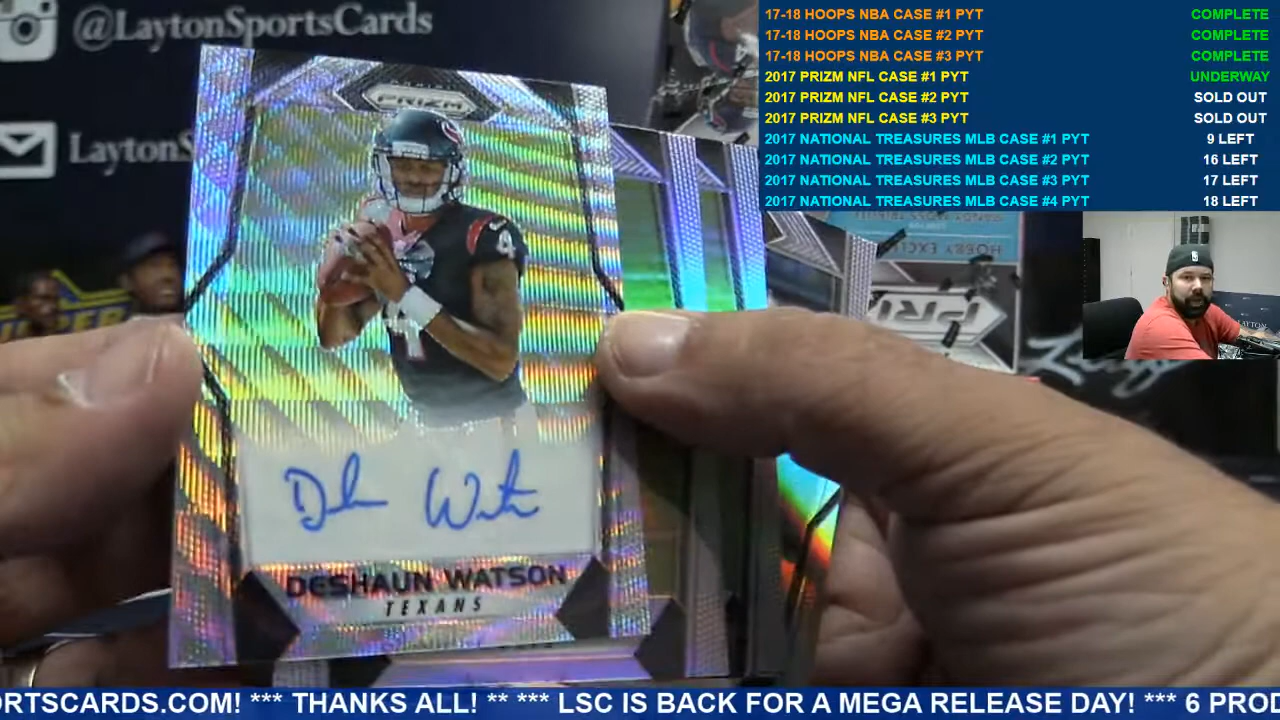 @LaytonSportsCards
LaytonS
17-18 HOOPS NBA CASE #1 PYT COMPLETE
17-18 HOOPS NBA CASE #2 PYT COMPLETE
17-18 HOOPS NBA CASE #3 PYT COMPLETE
2017 PRIZM NFL CASE #1 PYT UNDERWAY
2017 PRIZM NFL CASE #2 PYT SOLD OUT
2017 PRIZM NFL CASE #3 PYT SOLD OUT
2017 NATIONAL TREASURES MLB CASE #1 PYT 9 LEFT
2017 NATIONAL TREASURES MLB CASE #2 PYT 16 LEFT
2017 NATIONAL TREASURES MLB CASE #3 PYT 17 LEFT
2017 NATIONAL TREASURES MLB CASE #4 PYT 18 LEFT
PRIZM
4
HOBBY EXCL
PRIZ
LAYTON
DESHAUN WATSON
TEXANS
ORTSCARDS.COM! *** THANKS ALL! ** *** LSC IS BACK FOR A MEGA RELEASE DAY! *** 6 PROD